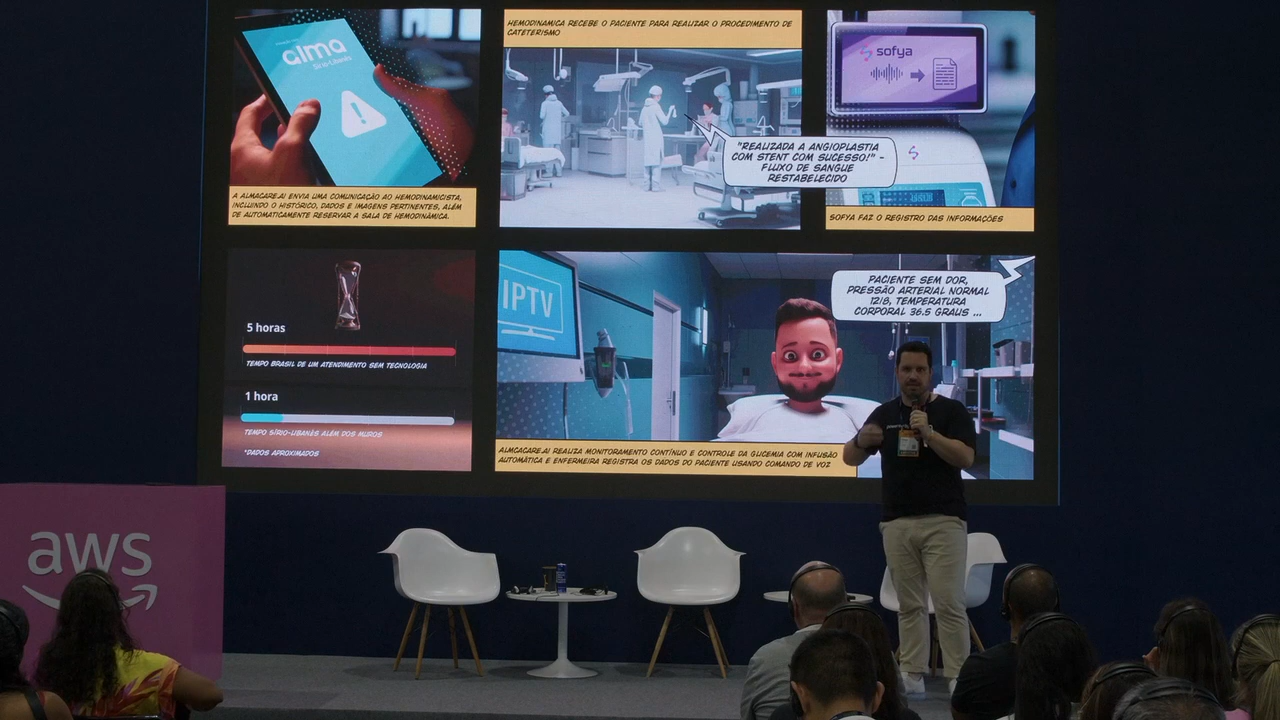 alma
Sírio-Libanês
A ALMACARE.AI ENVIA UMA COMUNICAÇÃO AO HEMODINAMICISTA,
INCLUINDO O HISTÓRICO, DADOS E IMAGENS PERTINENTES, ALÉM
DE AUTOMATICAMENTE RESERVAR A SALA DE HEMODINÂMICA.
HEMODINAMICA RECEBE O PACIENTE PARA REALIZAR O PROCEDIMENTO DE
CATETERISMO
"REALIZADA A ANGIOPLASTIA
COM STENT COM SUCESSO!" -
FLUXO DE SANGUE
RESTABELECIDO
sofya
SOFYA FAZ O REGISTRO DAS INFORMAÇÕES
5 horas
TEMPO BRASIL DE UM ATENDIMENTO SEM TECNOLOGIA
1 hora
TEMPO SÍRIO-LIBANÊS ALÉM DOS MUROS
*DADOS APROXIMADOS
IPTV
PACIENTE SEM DOR,
PRESSÃO ARTERIAL NORMAL
12/8, TEMPERATURA
CORPORAL 36.5 GRAUS ...
ALMCACARE.AI REALIZA MONITORAMENTO CONTÍNUO E CONTROLE DA GLICEMIA COM INFUSÃO
AUTOMÁTICA E ENFERMEIRA REGISTRA OS DADOS DO PACIENTE USANDO COMANDO DE VOZ
aws